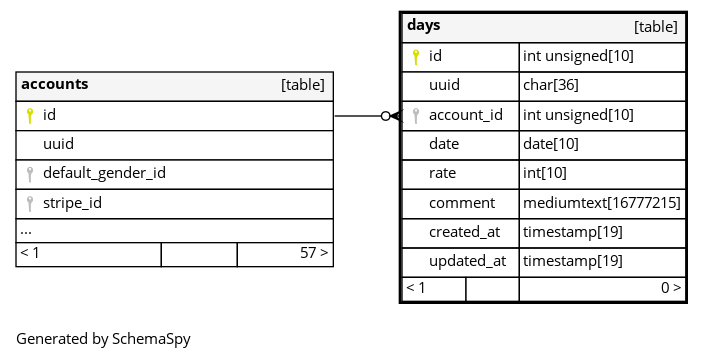 accounts [table]
id
uuid
default_gender_id
stripe_id
...
< 1 57 >
days [table]
id int unsigned[10]
uuid char[36]
account_id int unsigned[10]
date date[10]
rate int[10]
comment mediumtext[16777215]
created_at timestamp[19]
updated_at timestamp[19]
< 1 0 >
Generated by SchemaSpy